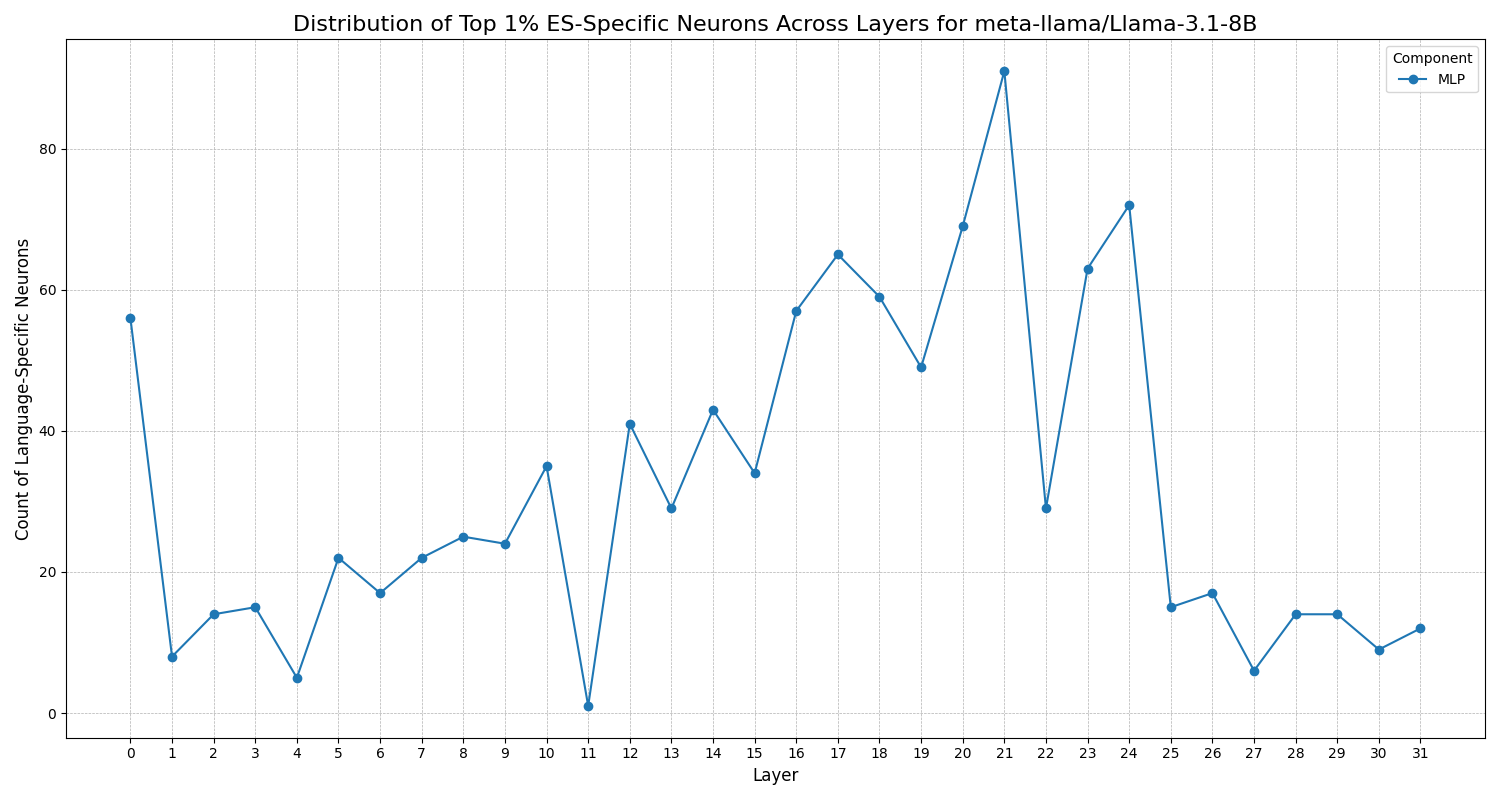 Distribution of Top 1% ES-Specific Neurons Across Layers for meta-llama/Llama-3.1-8B
Component
MLP
Count of Language-Specific Neurons
80
60
40
20
0
0 1 2 3 4 5 6 7 8 9 10 11 12 13 14 15 16 17 18 19 20 21 22 23 24 25 26 27 28 29 30 31
Layer